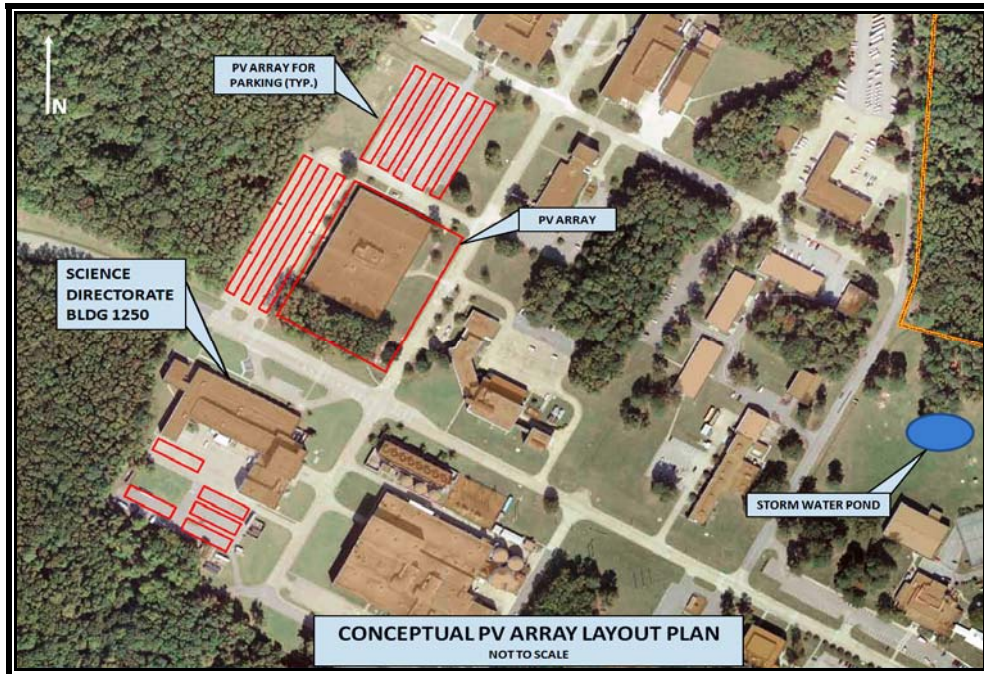 N
PV ARRAY FOR
PARKING (TYP.)
PV ARRAY
SCIENCE
DIRECTORATE
BLDG 1250
STORM WATER POND
CONCEPTUAL PV ARRAY LAYOUT PLAN
NOT TO SCALE